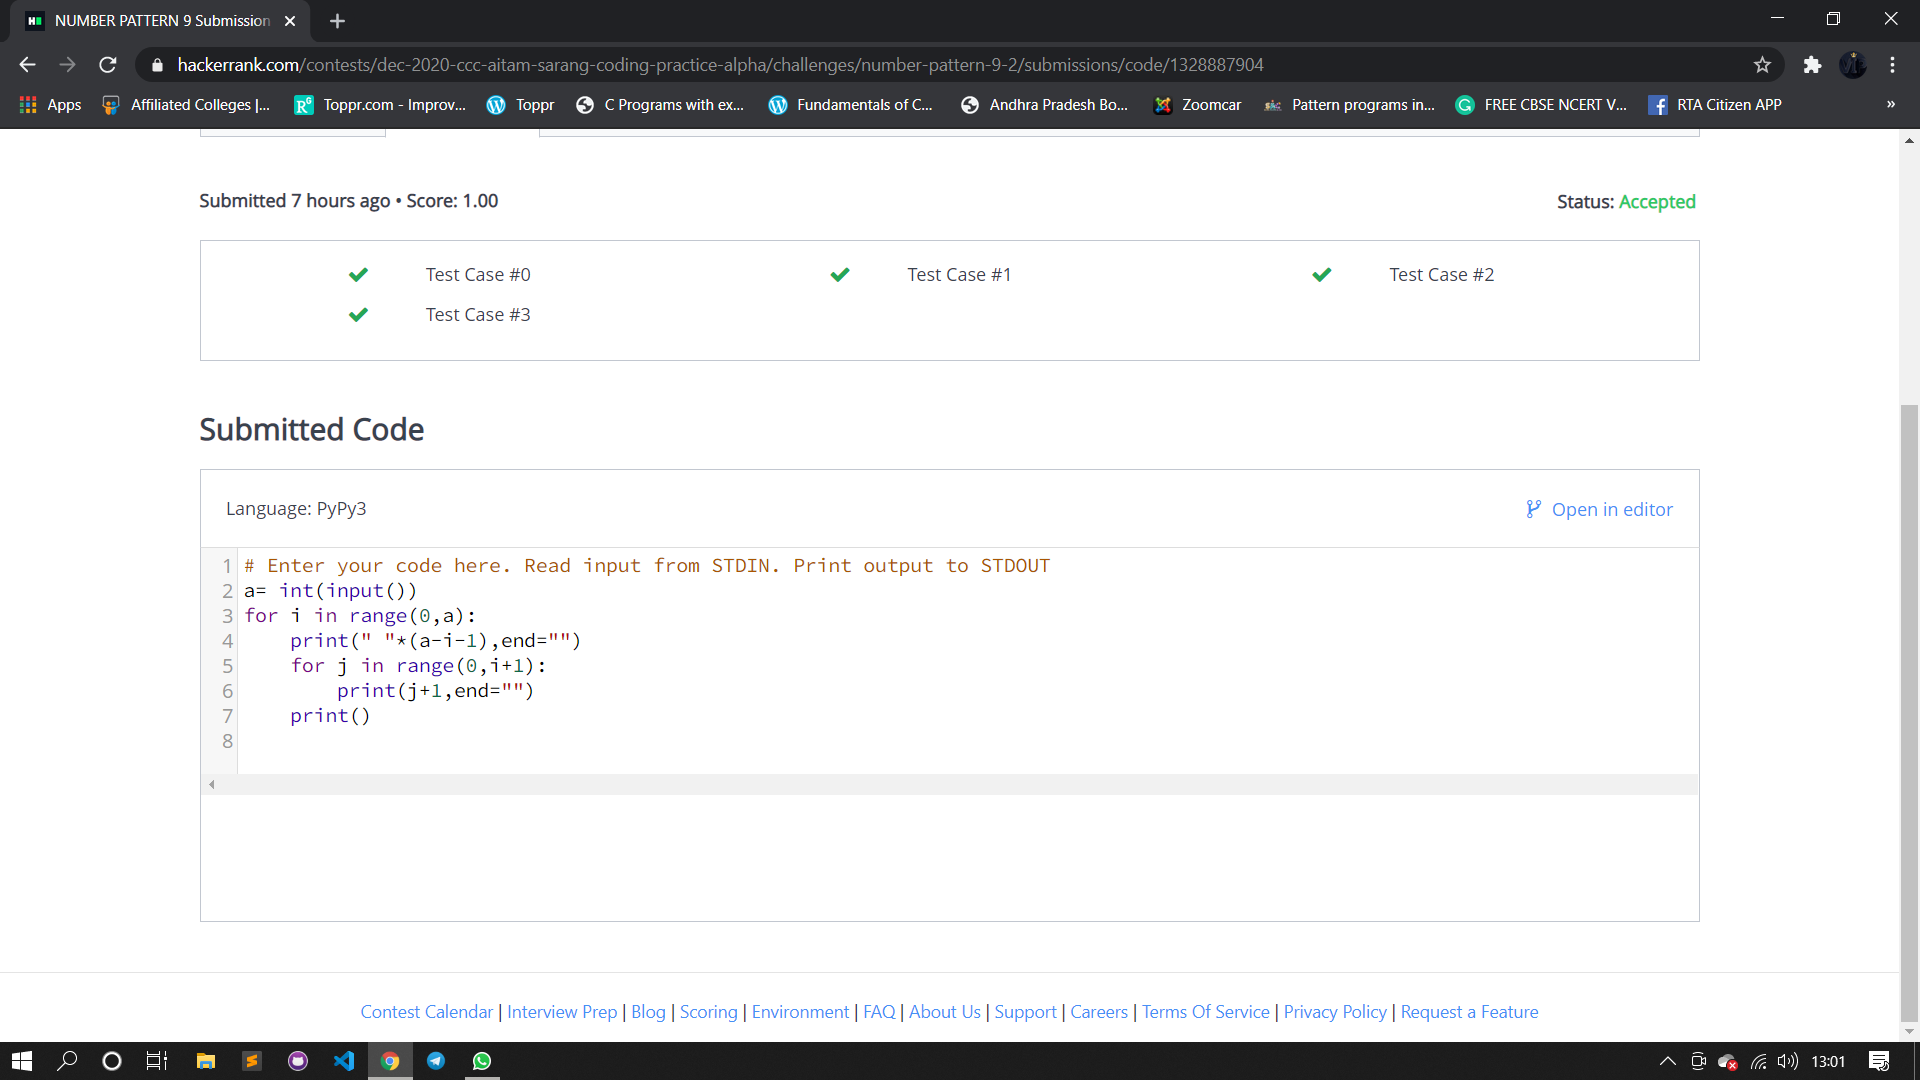 NUMBER PATTERN 9 Submission
hackerrank.com/contests/dec-2020-ccc-aitam-sarang-coding-practice-alpha/challenges/number-pattern-9-2/submissions/code/1328887904
Apps Affiliated Colleges |... Toppr.com - Improv... Toppr C Programs with ex... Fundamentals of C... Andhra Pradesh Bo... Zoomcar Pattern programs in... FREE CBSE NCERT V... RTA Citizen APP »
Submitted 7 hours ago • Score: 1.00 Status: Accepted
Test Case #0 Test Case #1 Test Case #2
Test Case #3
Submitted Code
Language: PyPy3 Open in editor
1 # Enter your code here. Read input from STDIN. Print output to STDOUT
2 a= int(input())
3 for i in range(0,a):
4     print(" "*(a-i-1),end="")
5     for j in range(0,i+1):
6         print(j+1,end="")
7     print()
8
Contest Calendar | Interview Prep | Blog | Scoring | Environment | FAQ | About Us | Support | Careers | Terms Of Service | Privacy Policy | Request a Feature
13:01